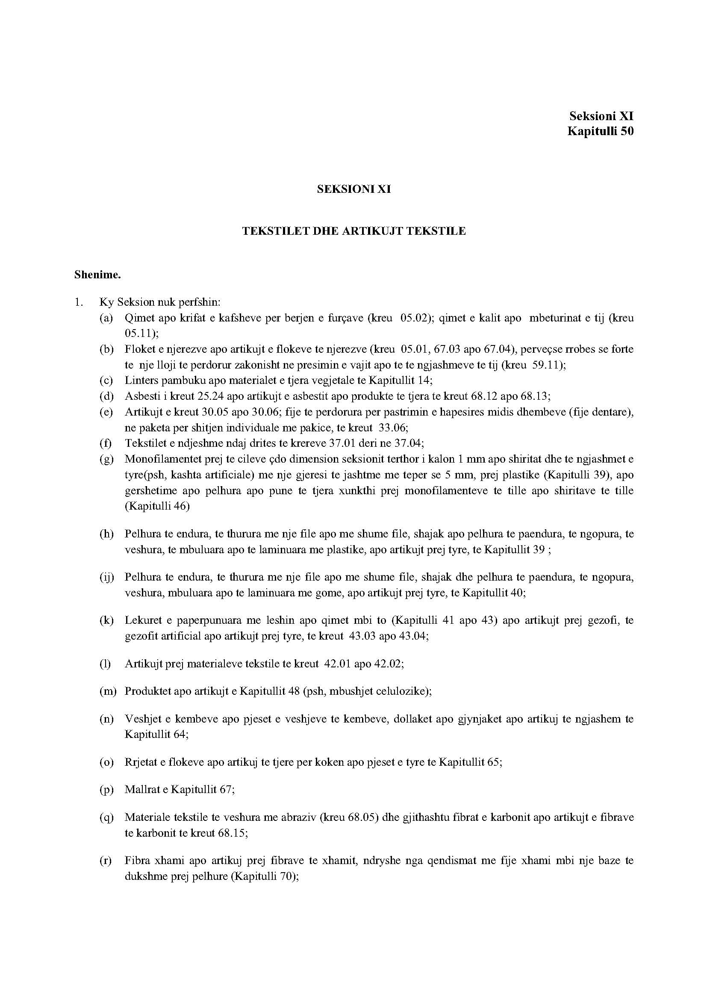 Seksioni XI
Kapitulli 50
SEKSIONI XI
TEKSTILET DHE ARTIKUJT TEKSTILE
Shenime.
1. Ky Seksion nuk perfshin:
(a) Qimet apo krifat e kafsheve per berjen e furçave (kreu 05.02); qimet e kalit apo mbeturinat e tij (kreu
05.11);
(b) Floket e njerezve apo artikujt e flokeve te njerezve (kreu 05.01, 67.03 apo 67.04), perveçse rrobes se forte
te nje lloji te perdorur zakonisht ne presimin e vajit apo te te ngjashmeve te tij (kreu 59.11);
(c) Linters pambuku apo materialet e tjera vegjetale te Kapitullit 14;
(d) Asbesti i kreut 25.24 apo artikujt e asbestit apo produkte te tjera te kreut 68.12 apo 68.13;
(e) Artikujt e kreut 30.05 apo 30.06; fije te perdorura per pastrimin e hapesires midis dhembeve (fije dentare),
ne paketa per shitjen individuale me pakice, te kreut 33.06;
(f) Tekstilet e ndjeshme ndaj drites te krereve 37.01 deri ne 37.04;
(g) Monofilamentet prej te cileve çdo dimension seksionit terthor i kalon 1 mm apo shiritat dhe te ngjashmet e
tyre(psh, kashta artificiale) me nje gjeresi te jashtme me teper se 5 mm, prej plastike (Kapitulli 39), apo
gershetime apo pelhura apo pune te tjera xunkthi prej monofilamenteve te tille apo shiritave te tille
(Kapitulli 46)
(h) Pelhura te endura, te thurura me nje file apo me shume file, shajak apo pelhura te paendura, te ngopura, te
veshura, te mbuluara apo te laminuara me plastike, apo artikujt prej tyre, te Kapitullit 39 ;
(ij) Pelhura te endura, te thurura me nje file apo me shume file, shajak dhe pelhura te paendura, te ngopura,
veshura, mbuluara apo te laminuara me gome, apo artikujt prej tyre, te Kapitullit 40;
(k) Lekuret e paperpunuara me leshin apo qimet mbi to (Kapitulli 41 apo 43) apo artikujt prej gezofi, te
gezofit artificial apo artikujt prej tyre, te kreut 43.03 apo 43.04;
(l) Artikujt prej materialeve tekstile te kreut 42.01 apo 42.02;
(m) Produktet apo artikujt e Kapitullit 48 (psh, mbushjet celulozike);
(n) Veshjet e kembeve apo pjeset e veshjeve te kembeve, dollaket apo gjynjaket apo artikuj te ngjashem te
Kapitullit 64;
(o) Rrjetat e flokeve apo artikuj te tjere per koken apo pjeset e tyre te Kapitullit 65;
(p) Mallrat e Kapitullit 67;
(q) Materiale tekstile te veshura me abraziv (kreu 68.05) dhe gjithashtu fibrat e karbonit apo artikujt e fibrave
te karbonit te kreut 68.15;
(r) Fibra xhami apo artikuj prej fibrave te xhamit, ndryshe nga qendismat me fije xhami mbi nje baze te
dukshme prej pelhure (Kapitulli 70);